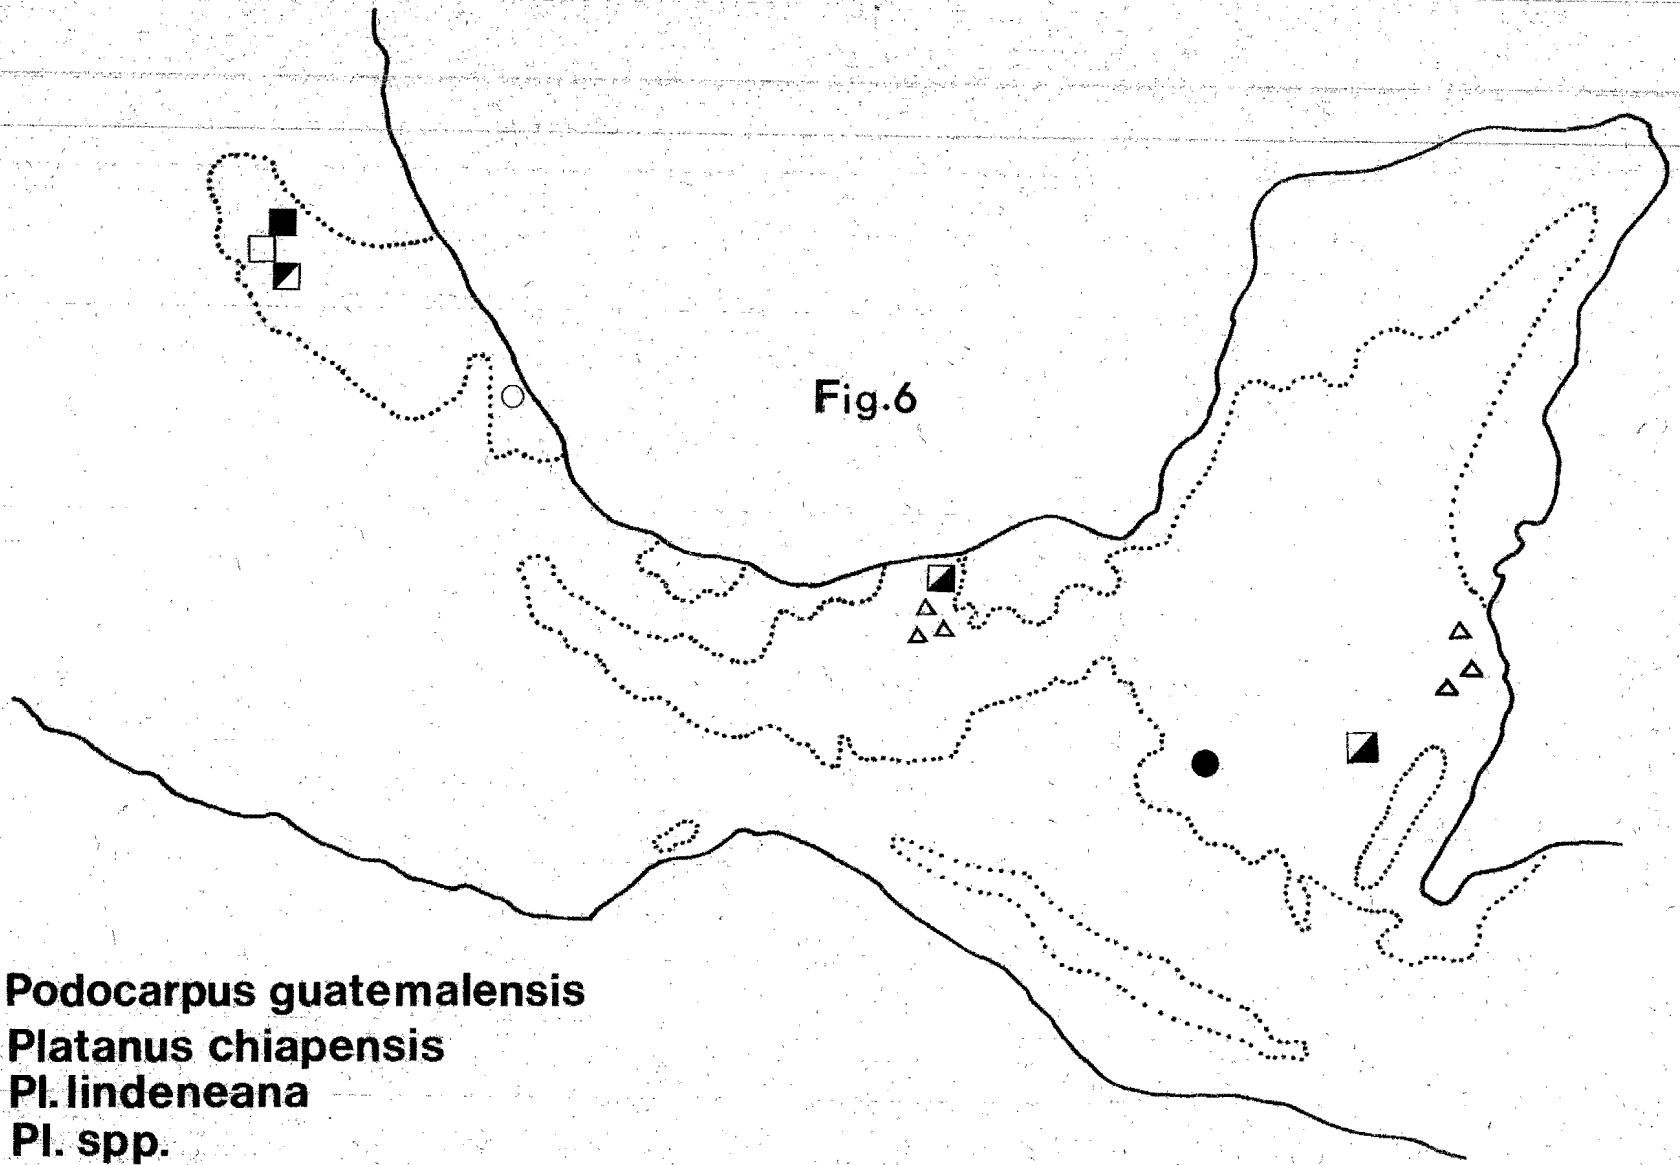 Fig.6
Podocarpus guatemalensis
Platanus chiapensis
Pl. lindeneana
Pl. spp.